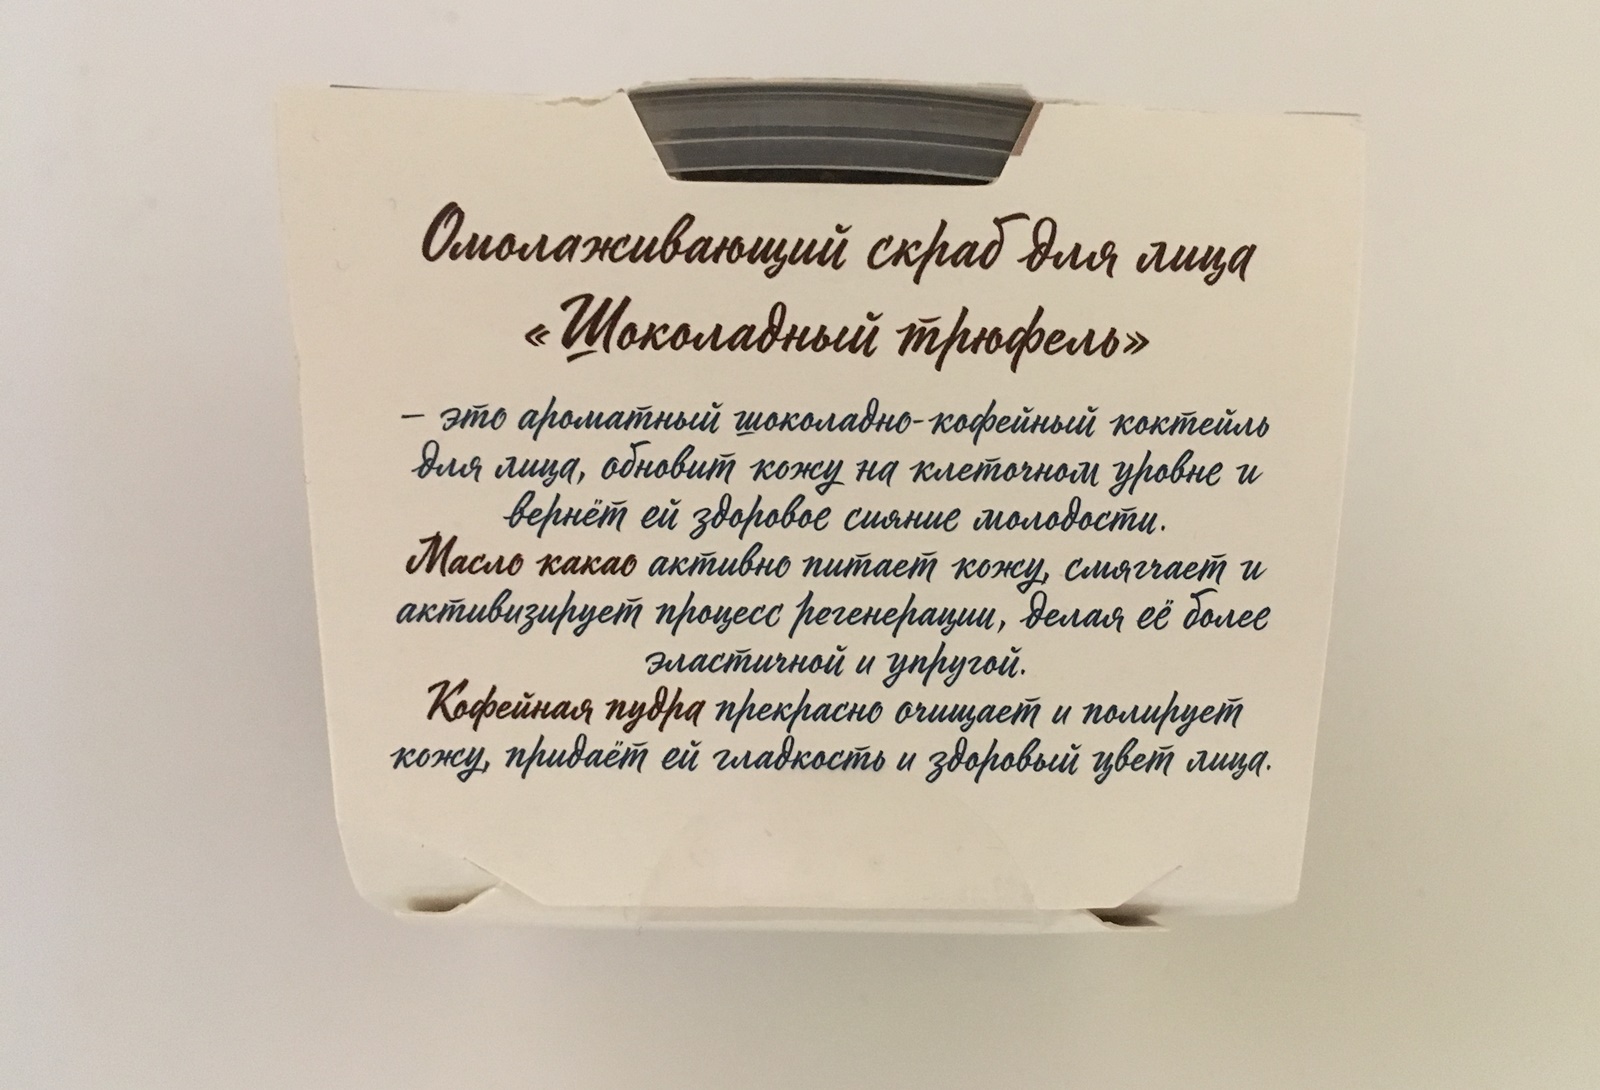 Омолаживающий скраб для лица
«Шоколадный трюфель»
– это ароматный шоколадно-кофейный коктейль
для лица, обновит кожу на клеточном уровне и
вернёт ей здоровое сияние молодости.
Масло какао активно питает кожу, смягчает и
активизирует процесс регенерации, делая её более
эластичной и упругой.
Кофейная пудра прекрасно очищает и полирует
кожу, придаёт ей гладкость и здоровый цвет лица.